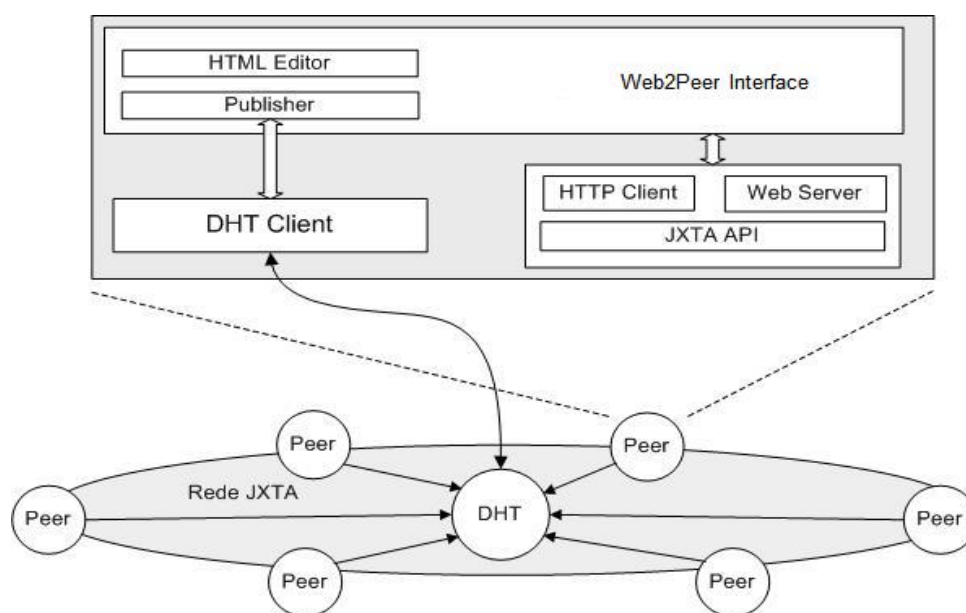 HTML Editor
Publisher
Web2Peer Interface
DHT Client
HTTP Client
Web Server
JXTA API
Peer
Peer
Rede JXTA
Peer
DHT
Peer
Peer
Peer